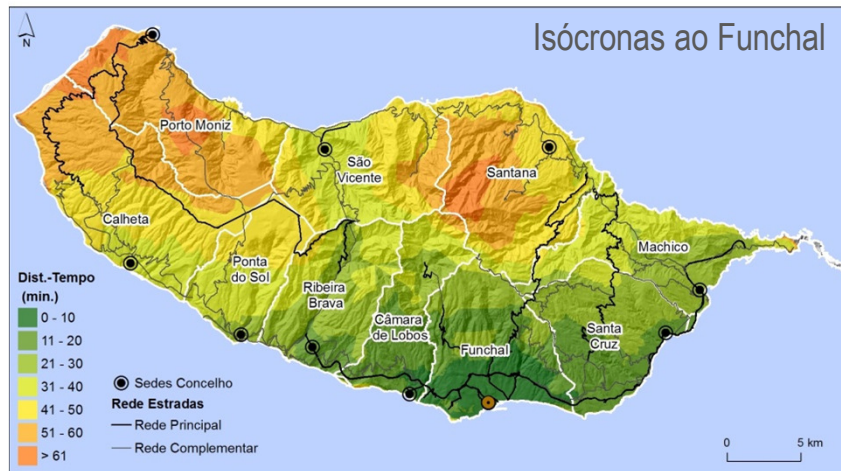 Isócronas ao Funchal
N
Porto Moniz
São
Vicente
Santana
Calheta
Machico
Ponta
do Sol
Ribeira
Brava
Câmara
de Lobos
Funchal
Santa
Cruz
Dist.-Tempo
(min.)
0 - 10
11 - 20
21 - 30
31 - 40
41 - 50
51 - 60
> 61
Sedes Concelho
Rede Estradas
Rede Principal
Rede Complementar
0 5 km